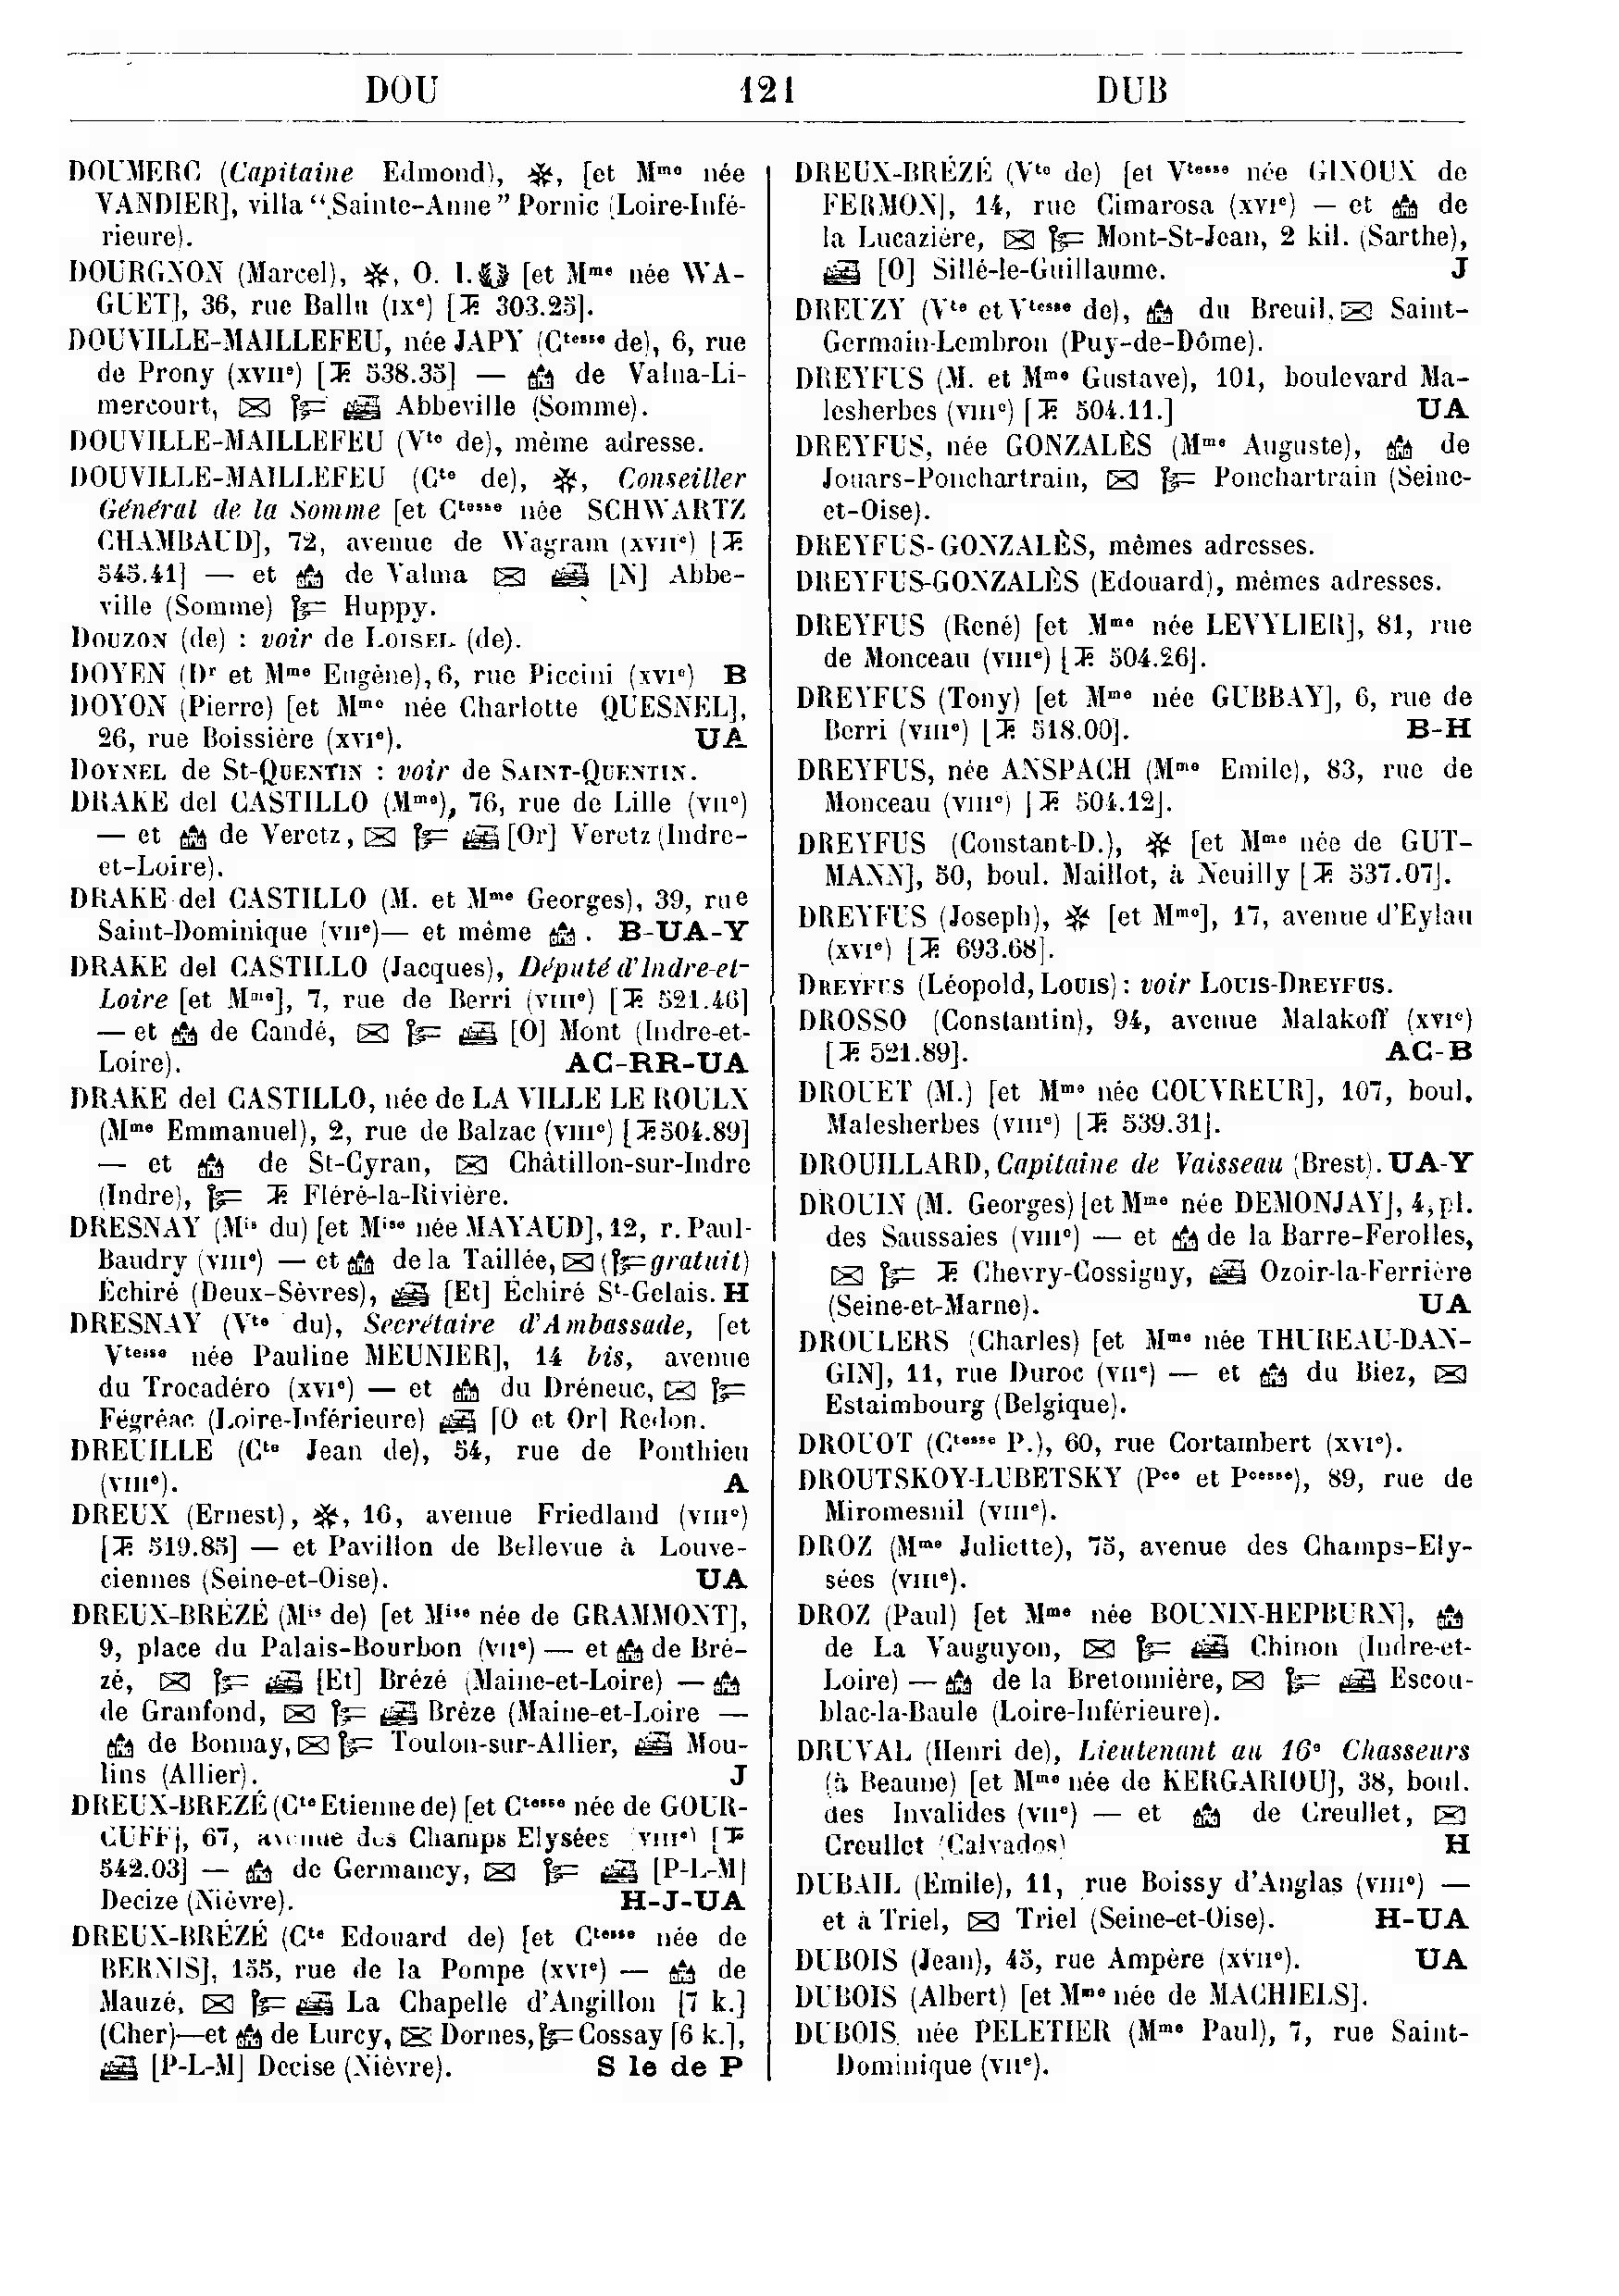 DOU 121 DUB
DOUMERC (Capitaine Edmond), ✻, [et Mme née
VANDIER], villa “Sainte-Anne” Pornic (Loire-Infé-
rieure).
DOURGNON (Marcel), ✻, O. I. [et Mme née WA-
GUET], 36, rue Ballu (IXe) [T. 303.25].
DOUVILLE-MAILLEFEU, née JAPY (Ctesse de), 6, rue
de Prony (XVIIe) [T. 538.35] — de Valna-Li-
mercourt, Abbeville (Somme).
DOUVILLE-MAILLEFEU (Vte de), même adresse.
DOUVILLE-MAILLEFEU (Cte de), ✻, Conseiller
Général de la Somme [et Ctesse née SCHWARTZ
CHAMBAUD], 72, avenue de Wagram (XVIIe) [T.
545.41] — et de Valma [N] Abbe-
ville (Somme) Huppy.
DOUZON (de) : voir de LOISEL (de).
DOYEN (Dr et Mme Eugène), 6, rue Piccini (XVIe) B
DOYON (Pierre) [et Mme née Charlotte QUESNEL],
26, rue Boissière (XVIe). UA
DOYNEL de St-QUENTIN : voir de SAINT-QUENTIN.
DRAKE del CASTILLO (Mme), 76, rue de Lille (VIIe)
— et de Veretz, [Or] Veretz (Indre-
et-Loire).
DRAKE del CASTILLO (M. et Mme Georges), 39, rue
Saint-Dominique (VIIe) — et même . B-UA-Y
DRAKE del CASTILLO (Jacques), Député d'Indre-et-
Loire [et Mme], 7, rue de Berri (VIIIe) [T. 521.46]
— et de Candé, [O] Mont (Indre-et-
Loire). AC-RR-UA
DRAKE del CASTILLO, née de LA VILLE LE ROULX
(Mme Emmanuel), 2, rue de Balzac (VIIIe) [T. 504.89]
— et de St-Cyran, Châtillon-sur-Indre
(Indre), T. Fléré-la-Rivière.
DRESNAY (Mis du) [et Mise née MAYAUD], 12, r. Paul-
Baudry (VIIIe) — et de la Taillée, ( gratuit)
Échiré (Deux-Sèvres), [Et] Échiré St-Gelais. H
DRESNAY (Vte du), Secrétaire d'Ambassade, [et
Vtesse née Pauline MEUNIER], 14 bis, avenue
du Trocadéro (XVIe) — et du Dréneuc,
Fégréac (Loire-Inférieure) [O et Or] Redon.
DREUILLE (Cte Jean de), 54, rue de Ponthieu
(VIIIe). A
DREUX (Ernest), ✻, 16, avenue Friedland (VIIIe)
[T. 519.85] — et Pavillon de Bellevue à Louve-
ciennes (Seine-et-Oise). UA
DREUX-BRÉZÉ (Mis de) [et Mise née de GRAMMONT],
9, place du Palais-Bourbon (VIIe) — et de Bré-
zé, [Et] Brézé (Maine-et-Loire) —
de Granfond, Brèze (Maine-et-Loire —
de Bonnay, Toulon-sur-Allier, Mou-
lins (Allier). J
DREUX-BREZÉ (Cte Etienne de) [et Ctesse née de GOUR-
CUFF], 67, avenue des Champs Elysées (VIIIe) [T
542.03] — de Germancy, [P-L-M]
Decize (Nièvre). H-J-UA
DREUX-BRÉZÉ (Cte Edouard de) [et Ctesse née de
BERNIS], 155, rue de la Pompe (XVIe) — de
Mauzé, La Chapelle d'Angillon [7 k.]
(Cher)—et de Lurcy, Dornes, Cossay [6 k.],
[P-L-M] Decise (Nièvre). S le de P
DREUX-BRÉZÉ (Vte de) [et Vtesse née GINOUX de
FERMON], 14, rue Cimarosa (XVIe) — et de
la Lucazière, Mont-St-Jean, 2 kil. (Sarthe),
[O] Sillé-le-Guillaume. J
DREUZY (Vte et Vtesse de), du Breuil, Saint-
Germain-Lembron (Puy-de-Dôme).
DREYFUS (M. et Mme Gustave), 101, boulevard Ma-
lesherbes (VIIIe) [T. 504.11.] UA
DREYFUS, née GONZALÈS (Mme Auguste), de
Jouars-Ponchartrain, Ponchartrain (Seine-
et-Oise).
DREYFUS-GONZALÈS, mêmes adresses.
DREYFUS-GONZALÈS (Edouard), mêmes adresses.
DREYFUS (René) [et Mme née LEVYLIER], 81, rue
de Monceau (VIIIe) [T. 504.26].
DREYFUS (Tony) [et Mme née GUBBAY], 6, rue de
Berri (VIIIe) [T. 518.00]. B-H
DREYFUS, née ANSPACH (Mme Emile), 83, rue de
Monceau (VIIIe) [T. 504.12].
DREYFUS (Constant-D.), ✻ [et Mme née de GUT-
MANN], 50, boul. Maillot, à Neuilly [T. 537.07].
DREYFUS (Joseph), ✻ [et Mme], 17, avenue d'Eylau
(XVIe) [T. 693.68].
DREYFUS (Léopold, LOUIS) : voir LOUIS-DREYFUS.
DROSSO (Constantin), 94, avenue Malakoff (XVIe)
[T. 521.89]. AC-B
DROUET (M.) [et Mme née COUVREUR], 107, boul.
Malesherbes (VIIIe) [T. 539.31].
DROUILLARD, Capitaine de Vaisseau (Brest). UA-Y
DROUIN (M. Georges) [et Mme née DEMONJAY], 4, pl.
des Saussaies (VIIIe) — et de la Barre-Ferolles,
T. Chevry-Cossigny, Ozoir-la-Ferrière
(Seine-et-Marne). UA
DROULERS (Charles) [et Mme née THUREAU-DAN-
GIN], 11, rue Duroc (VIIe) — et du Biez,
Estaimbourg (Belgique).
DROUOT (Ctesse P.), 60, rue Cortambert (XVIe).
DROUTSKOY-LUBETSKY (Pce et Pcesse), 89, rue de
Miromesnil (VIIIe).
DROZ (Mme Juliette), 75, avenue des Champs-Ely-
sées (VIIIe).
DROZ (Paul) [et Mme née BOUNIN-HEPBURN],
de La Vauguyon, Chinon (Indre-et-
Loire) — de la Bretonnière, Escou-
blac-la-Baule (Loire-Inférieure).
DRUVAL (Henri de), Lieutenant au 16e Chasseurs
(à Beaune) [et Mme née de KERGARIOU], 38, boul.
des Invalides (VIIe) — et de Creullet,
Creullet (Calvados) H
DUBAIL (Emile), 11, rue Boissy d'Anglas (VIIIe) —
et à Triel, Triel (Seine-et-Oise). H-UA
DUBOIS (Jean), 45, rue Ampère (XVIIe). UA
DUBOIS (Albert) [et Mme née de MACHIELS].
DUBOIS née PELETIER (Mme Paul), 7, rue Saint-
Dominique (VIIe).